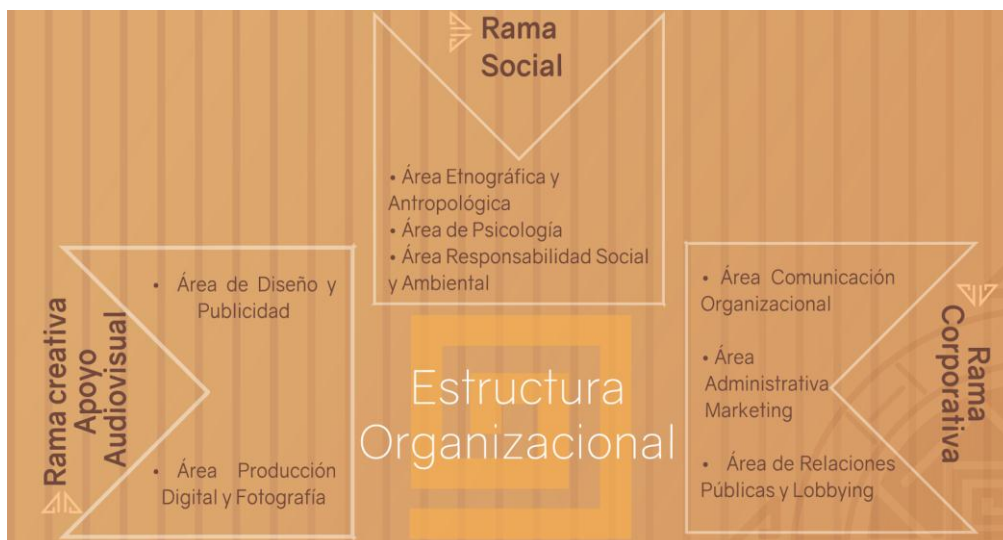 Rama
Social
• Área Etnográfica y
Antropológica
• Área de Psicología
• Área Responsabilidad Social
y Ambiental
Rama creativa
Apoyo
Audiovisual
• Área de Diseño y
Publicidad
• Área Producción
Digital y Fotografía
Estructura
Organizacional
• Área Comunicación
Organizacional
• Área
Administrativa
Marketing
• Área de Relaciones
Públicas y Lobbying
Rama
Corporativa